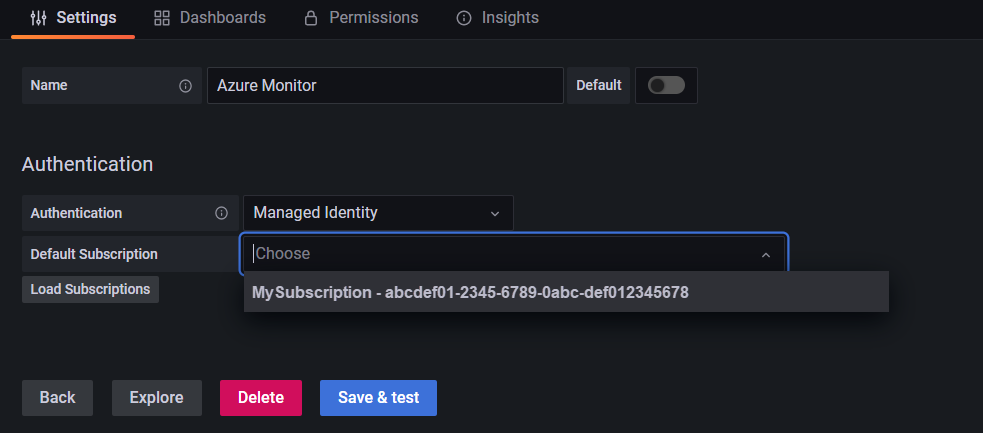 Settings Dashboards Permissions Insights
Name Azure Monitor Default
Authentication
Authentication Managed Identity
Default Subscription Choose
Load Subscriptions MySubscription - abcdef01-2345-6789-0abc-def012345678
Back Explore Delete Save & test